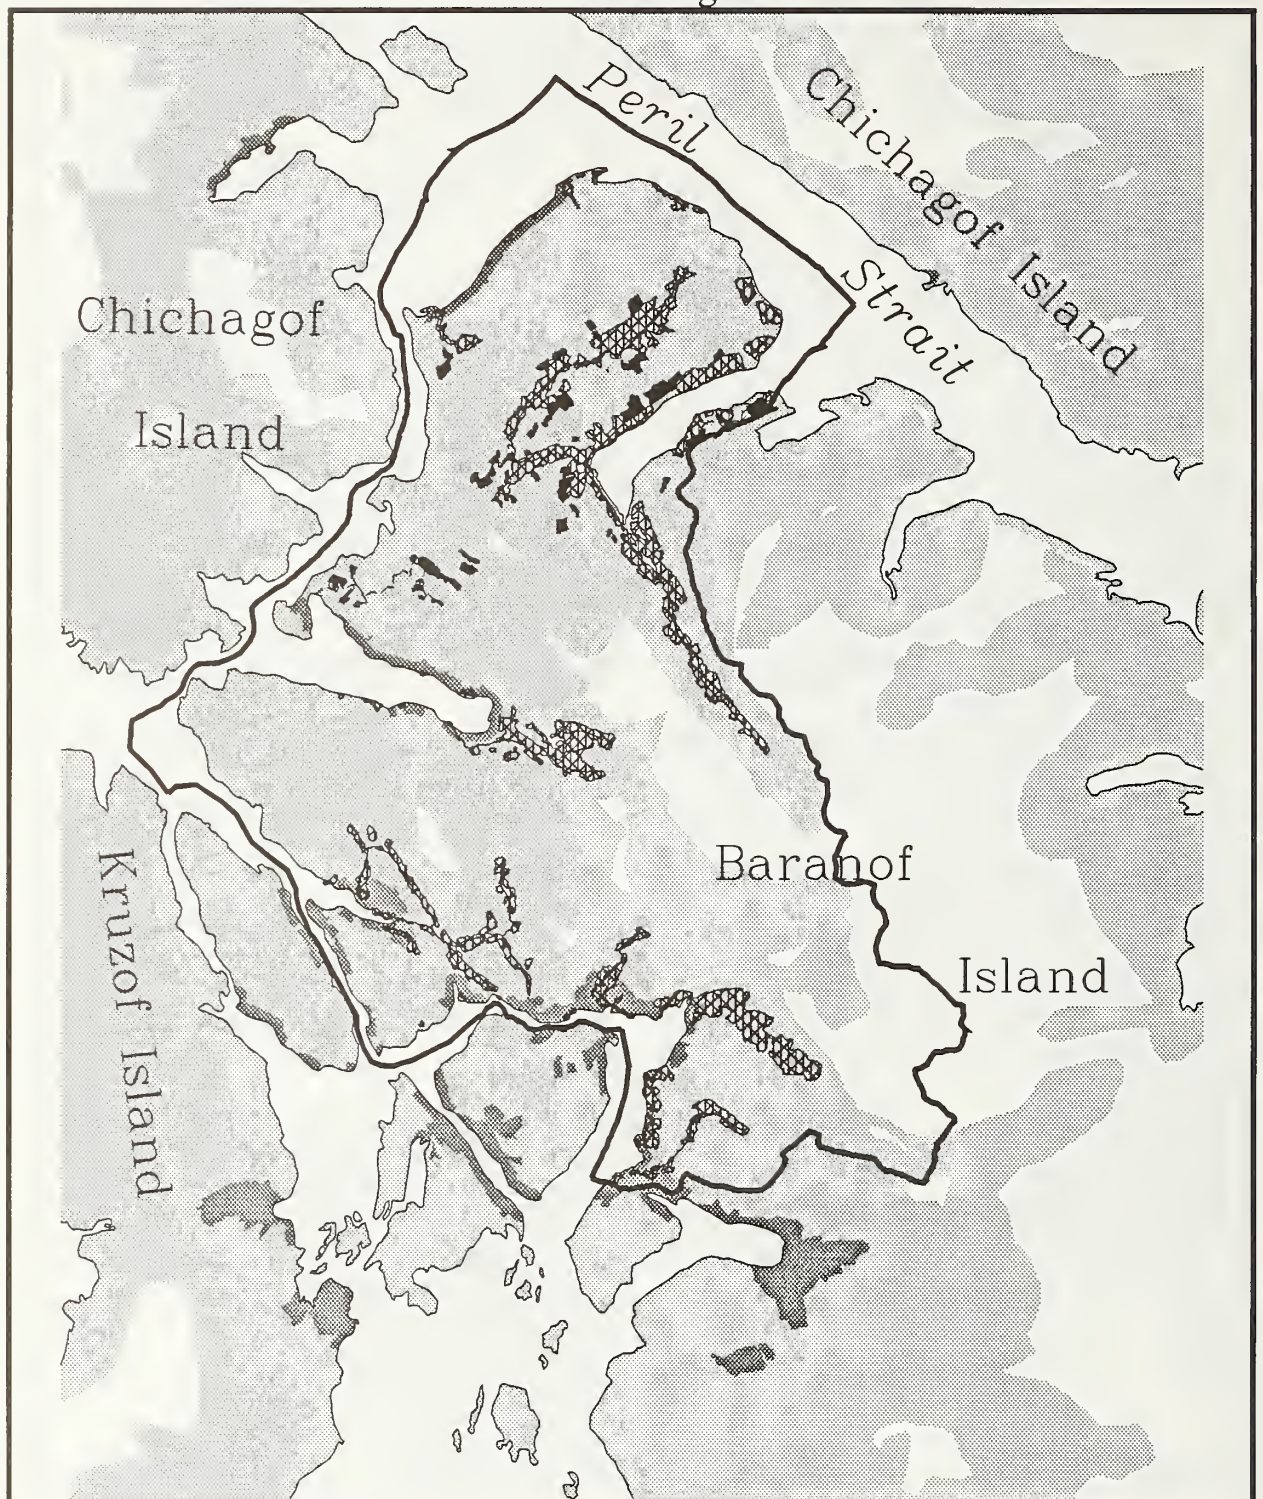 Peril
Strait
Chichagof Island
Chichagof
Island
Baranof
Island
Kruzof Island